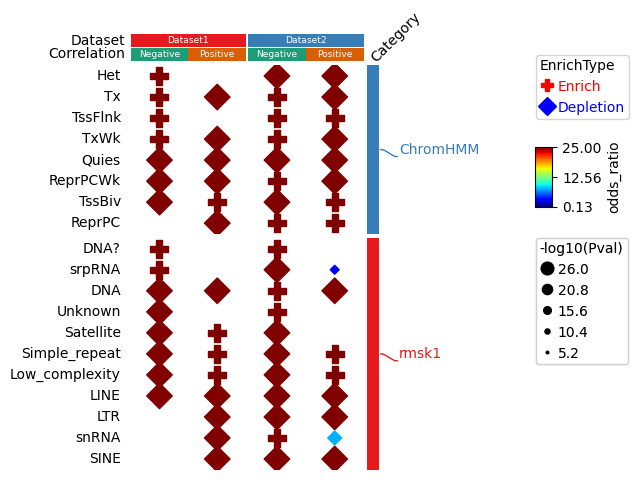 Dataset
Dataset1 Dataset2
Correlation
Negative Positive Negative Positive
Category
Het
Tx
TssFlnk
TxWk
Quies
ReprPCWk
TssBiv
ReprPC
DNA?
srpRNA
DNA
Unknown
Satellite
Simple_repeat
Low_complexity
LINE
LTR
snRNA
SINE
ChromHMM
rmsk1
EnrichType
Enrich
Depletion
25.00
12.56
0.13
odds_ratio
-log10(Pval)
26.0
20.8
15.6
10.4
5.2